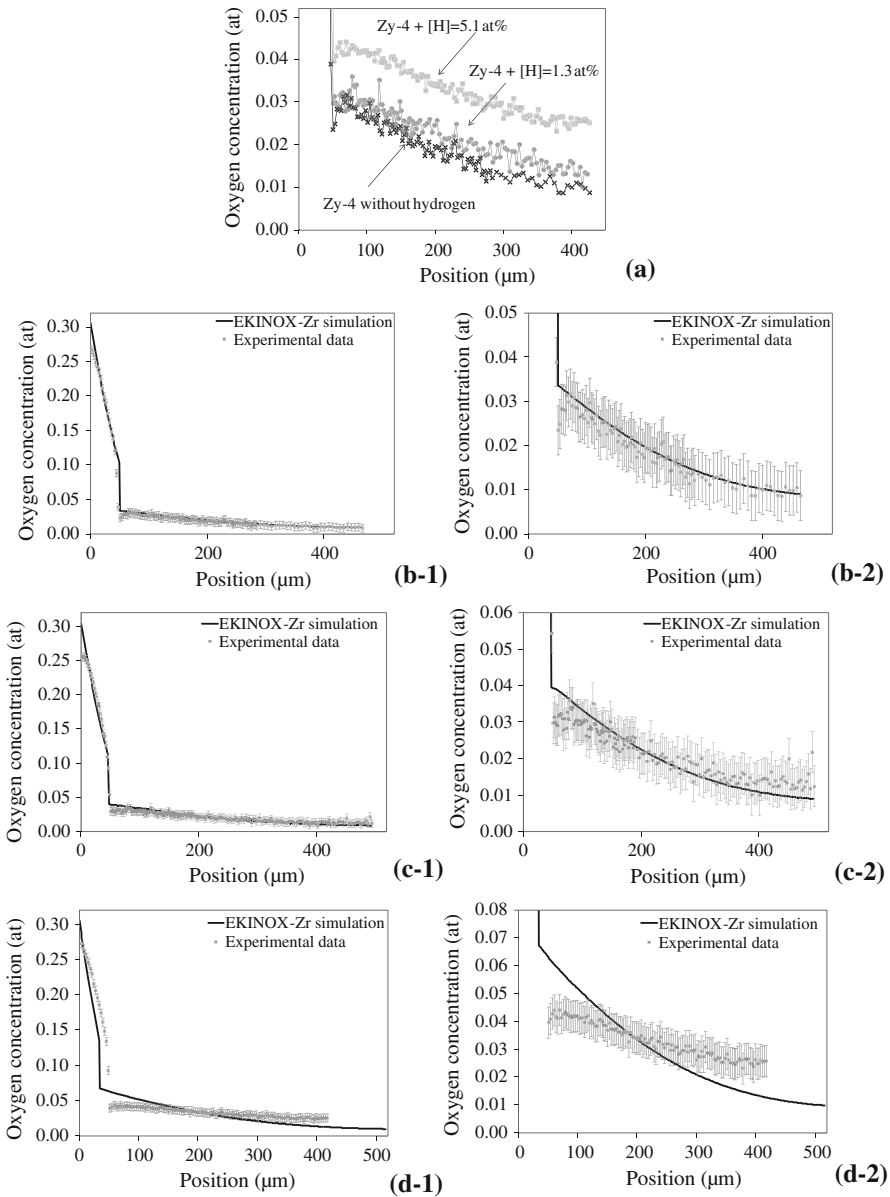 Oxygen concentration (at)
0.05
0.04
0.03
0.02
0.01
0.00
Zy-4 + [H]=5.1 at%
Zy-4 + [H]=1.3 at%
Zy-4 without hydrogen
0 100 200 300 400
Position (µm)
(a)
Oxygen concentration (at)
0.30
0.25
0.20
0.15
0.10
0.05
0.00
EKINOX-Zr simulation
Experimental data
0 200 400
Position (µm)
(b-1)
Oxygen concentration (at)
0.05
0.04
0.03
0.02
0.01
0.00
EKINOX-Zr simulation
Experimental data
0 200 400
Position (µm)
(b-2)
Oxygen concentration (at)
0.30
0.25
0.20
0.15
0.10
0.05
0.00
EKINOX-Zr simulation
Experimental data
0 200 400
Position (µm)
(c-1)
Oxygen concentration (at)
0.06
0.05
0.04
0.03
0.02
0.01
0.00
EKINOX-Zr simulation
Experimental data
0 200 400
Position (µm)
(c-2)
Oxygen concentration (at)
0.30
0.25
0.20
0.15
0.10
0.05
0.00
EKINOX-Zr simulation
Experimental data
0 100 200 300 400 500
Position (µm)
(d-1)
Oxygen concentration (at)
0.08
0.07
0.06
0.05
0.04
0.03
0.02
0.01
0.00
EKINOX-Zr simulation
Experimental data
0 100 200 300 400 500
Position (µm)
(d-2)